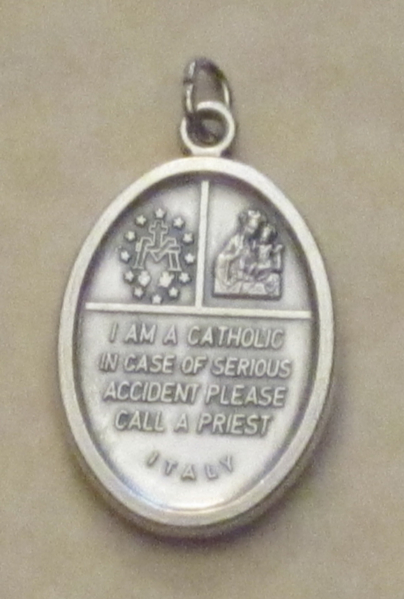 I AM A CATHOLIC
IN CASE OF SERIOUS
ACCIDENT PLEASE
CALL A PRIEST
ITALY